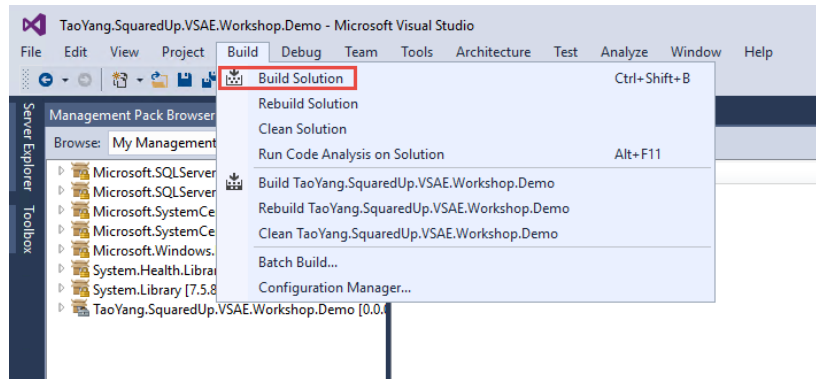 TaoYang.SquaredUp.VSAE.Workshop.Demo - Microsoft Visual Studio
File Edit View Project Build Debug Team Tools Architecture Test Analyze Window Help
Build Solution Ctrl+Shift+B
Rebuild Solution
Clean Solution
Run Code Analysis on Solution Alt+F11
Build TaoYang.SquaredUp.VSAE.Workshop.Demo
Rebuild TaoYang.SquaredUp.VSAE.Workshop.Demo
Clean TaoYang.SquaredUp.VSAE.Workshop.Demo
Batch Build...
Configuration Manager...
Server Explorer
Toolbox
Management Pack Browser
Browse: My Management
Microsoft.SQLServer
Microsoft.SQLServer
Microsoft.SystemCe
Microsoft.SystemCe
Microsoft.Windows.
System.Health.Librar
System.Library [7.5.8
TaoYang.SquaredUp.VSAE.Workshop.Demo [0.0.